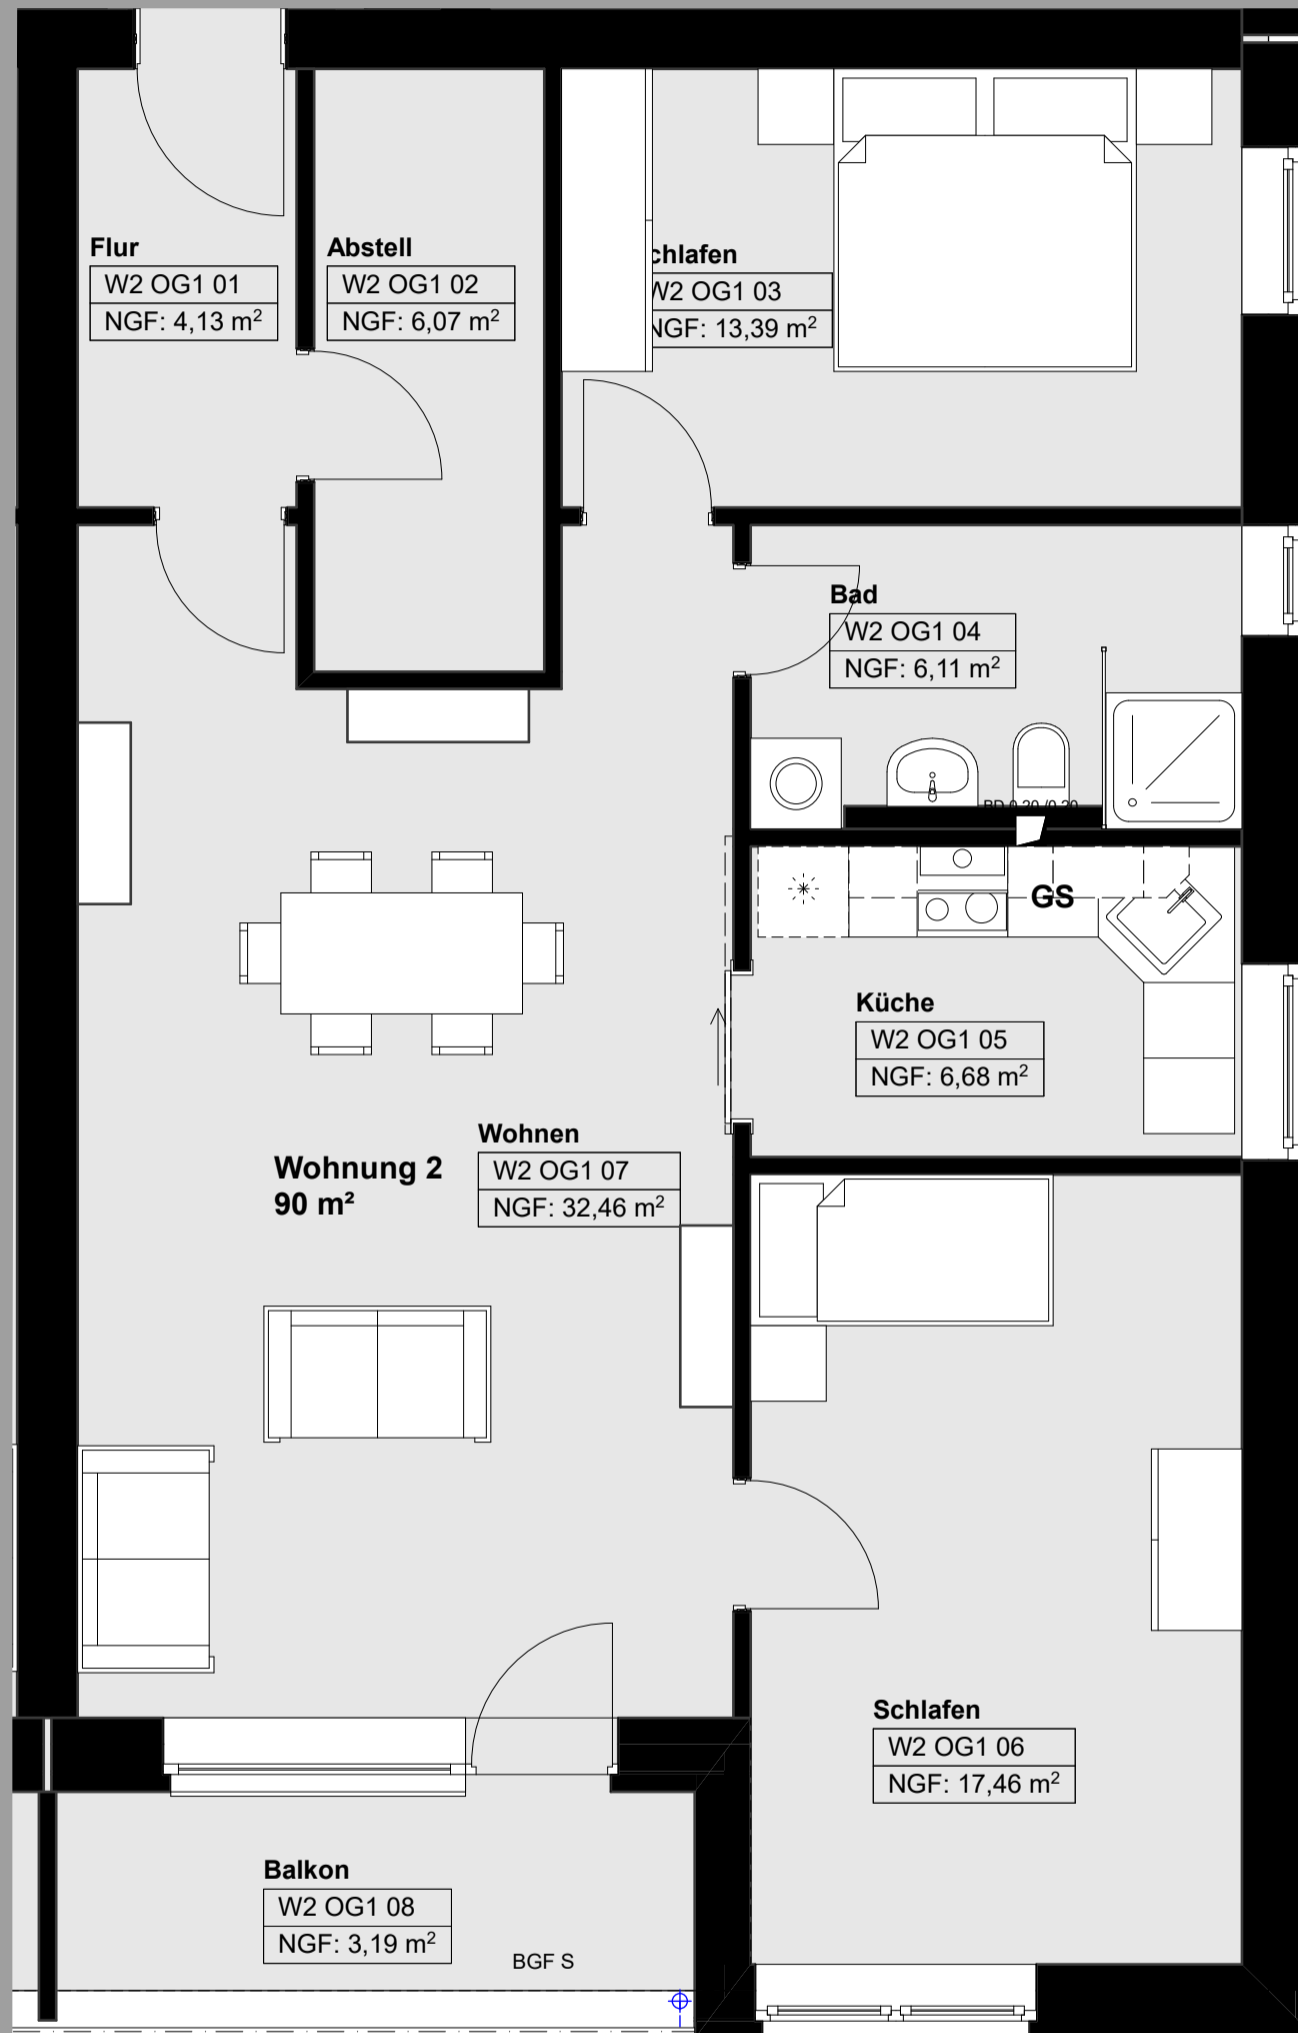 Flur
W2 OG1 01
NGF: 4,13 m²
Abstell
W2 OG1 02
NGF: 6,07 m²
chlafen
W2 OG1 03
NGF: 13,39 m²
Bad
W2 OG1 04
NGF: 6,11 m²
GS
Küche
W2 OG1 05
NGF: 6,68 m²
Wohnen
W2 OG1 07
NGF: 32,46 m²
Wohnung 2
90 m²
Schlafen
W2 OG1 06
NGF: 17,46 m²
Balkon
W2 OG1 08
NGF: 3,19 m²
BGF S